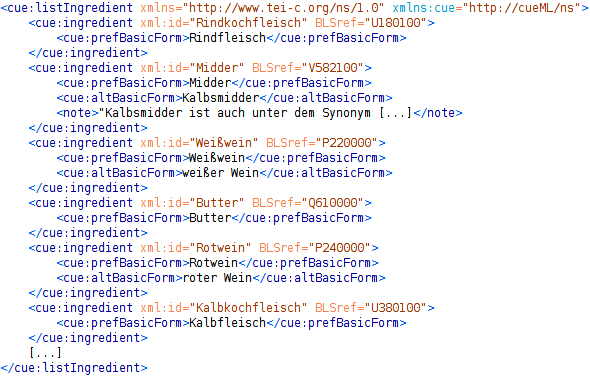 <cue:listIngredient xmlns="http://www.tei-c.org/ns/1.0" xmlns:cue="http://cueML/ns">
<cue:ingredient xml:id="Rindkochfleisch" BLSref="U180100">
<cue:prefBasicForm>Rindfleisch</cue:prefBasicForm>
</cue:ingredient>
<cue:ingredient xml:id="Midder" BLSref="V582100">
<cue:prefBasicForm>Midder</cue:prefBasicForm>
<cue:altBasicForm>Kalbsmidder</cue:altBasicForm>
<note>"Kalbsmidder ist auch unter dem Synonym [...]</note>
</cue:ingredient>
<cue:ingredient xml:id="Weißwein" BLSref="P220000">
<cue:prefBasicForm>Weißwein</cue:prefBasicForm>
<cue:altBasicForm>weißer Wein</cue:altBasicForm>
</cue:ingredient>
<cue:ingredient xml:id="Butter" BLSref="Q610000">
<cue:prefBasicForm>Butter</cue:prefBasicForm>
</cue:ingredient>
<cue:ingredient xml:id="Rotwein" BLSref="P240000">
<cue:prefBasicForm>Rotwein</cue:prefBasicForm>
<cue:altBasicForm>roter Wein</cue:altBasicForm>
</cue:ingredient>
<cue:ingredient xml:id="Kalbkochfleisch" BLSref="U380100">
<cue:prefBasicForm>Kalbfleisch</cue:prefBasicForm>
</cue:ingredient>
[...]
</cue:listIngredient>